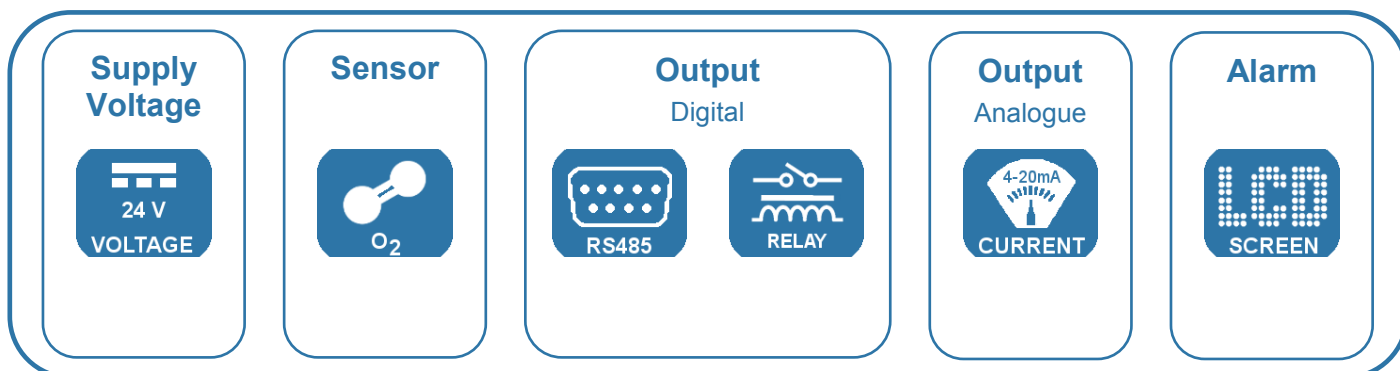 Supply
Voltage
24 V
VOLTAGE
Sensor
O2
Output
Digital
RS485
RELAY
Output
Analogue
4-20mA
CURRENT
Alarm
LCD
SCREEN